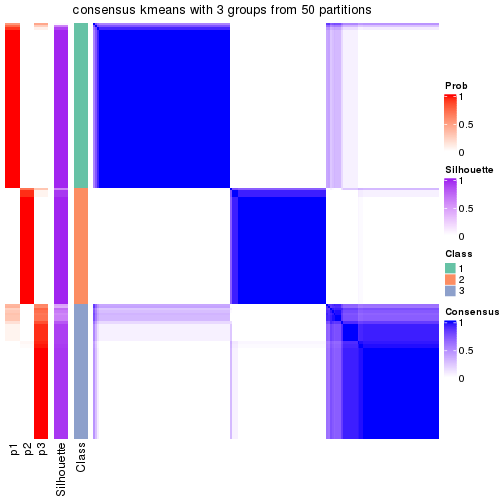 consensus kmeans with 3 groups from 50 partitions
Prob
1
0.5
0
Silhouette
1
0.5
0
Class
1
2
3
Consensus
1
0.5
0
p1
p2
p3
Silhouette
Class